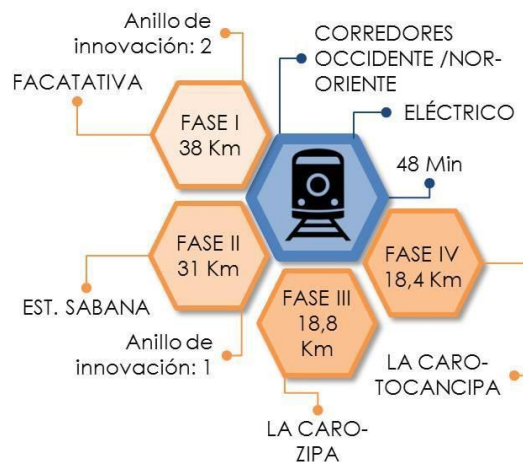 Anillo de
innovación: 2
FACATATIVA
FASE I
38 Km
CORREDORES
OCCIDENTE /NOR-
ORIENTE
ELÉCTRICO
48 Min
FASE II
31 Km
EST. SABANA
Anillo de
innovación: 1
FASE III
18,8
Km
LA CARO-
ZIPA
FASE IV
18,4 Km
LA CARO-
TOCANCIPA